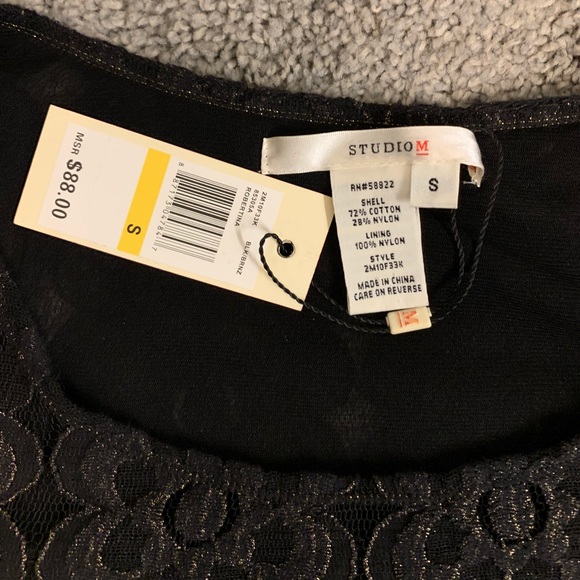 MSR $88.00
S
2M10F33K
BLK/BRNZ
85305A
ROBERTINA
STUDIO M
S
RN#58922
SHELL
72% COTTON
28% NYLON
LINING
100% NYLON
STYLE
2M10F33K
MADE IN CHINA
CARE ON REVERSE
M